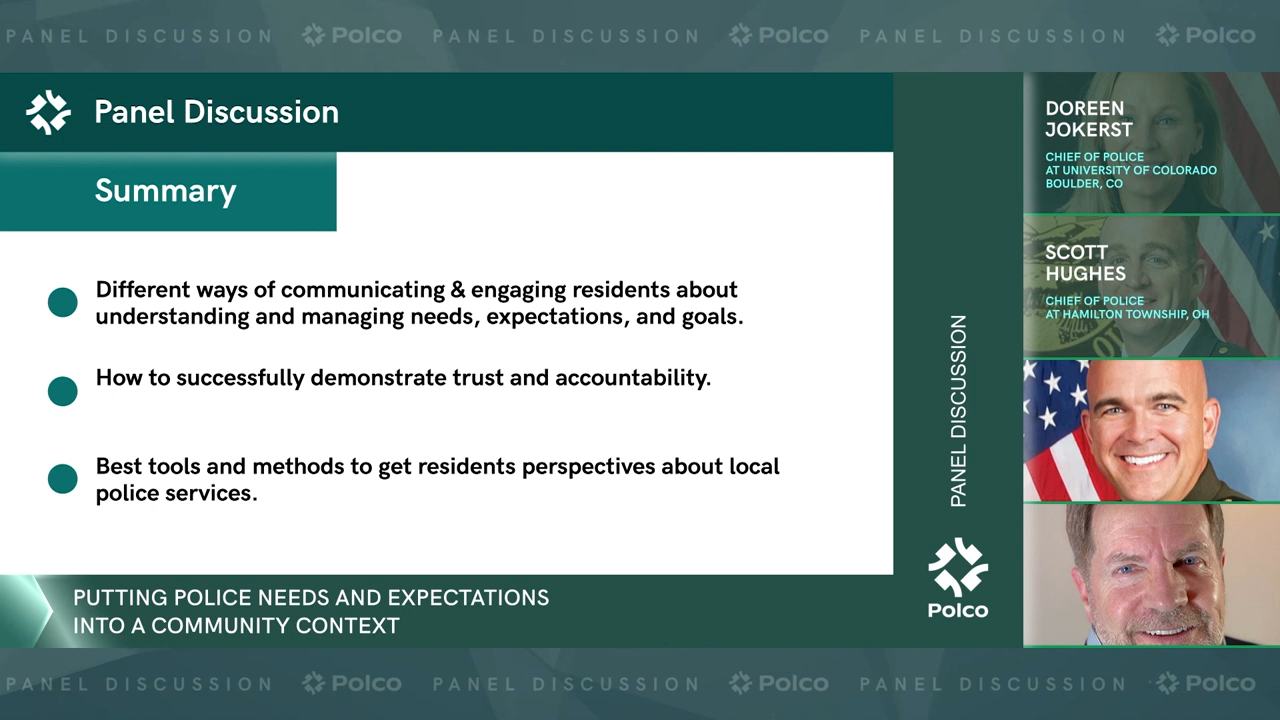 PANEL DISCUSSION Polco PANEL DISCUSSION Polco PANEL DISCUSSION Polco
Panel Discussion
Summary
Different ways of communicating & engaging residents about
understanding and managing needs, expectations, and goals.
How to successfully demonstrate trust and accountability.
Best tools and methods to get residents perspectives about local
police services.
PUTTING POLICE NEEDS AND EXPECTATIONS
INTO A COMMUNITY CONTEXT
PANEL DISCUSSION
Polco
DOREEN
JOKERST
CHIEF OF POLICE
AT UNIVERSITY OF COLORADO
BOULDER, CO
SCOTT
HUGHES
CHIEF OF POLICE
AT HAMILTON TOWNSHIP, OH
PANEL DISCUSSION Polco PANEL DISCUSSION Polco PANEL DISCUSSION Polco